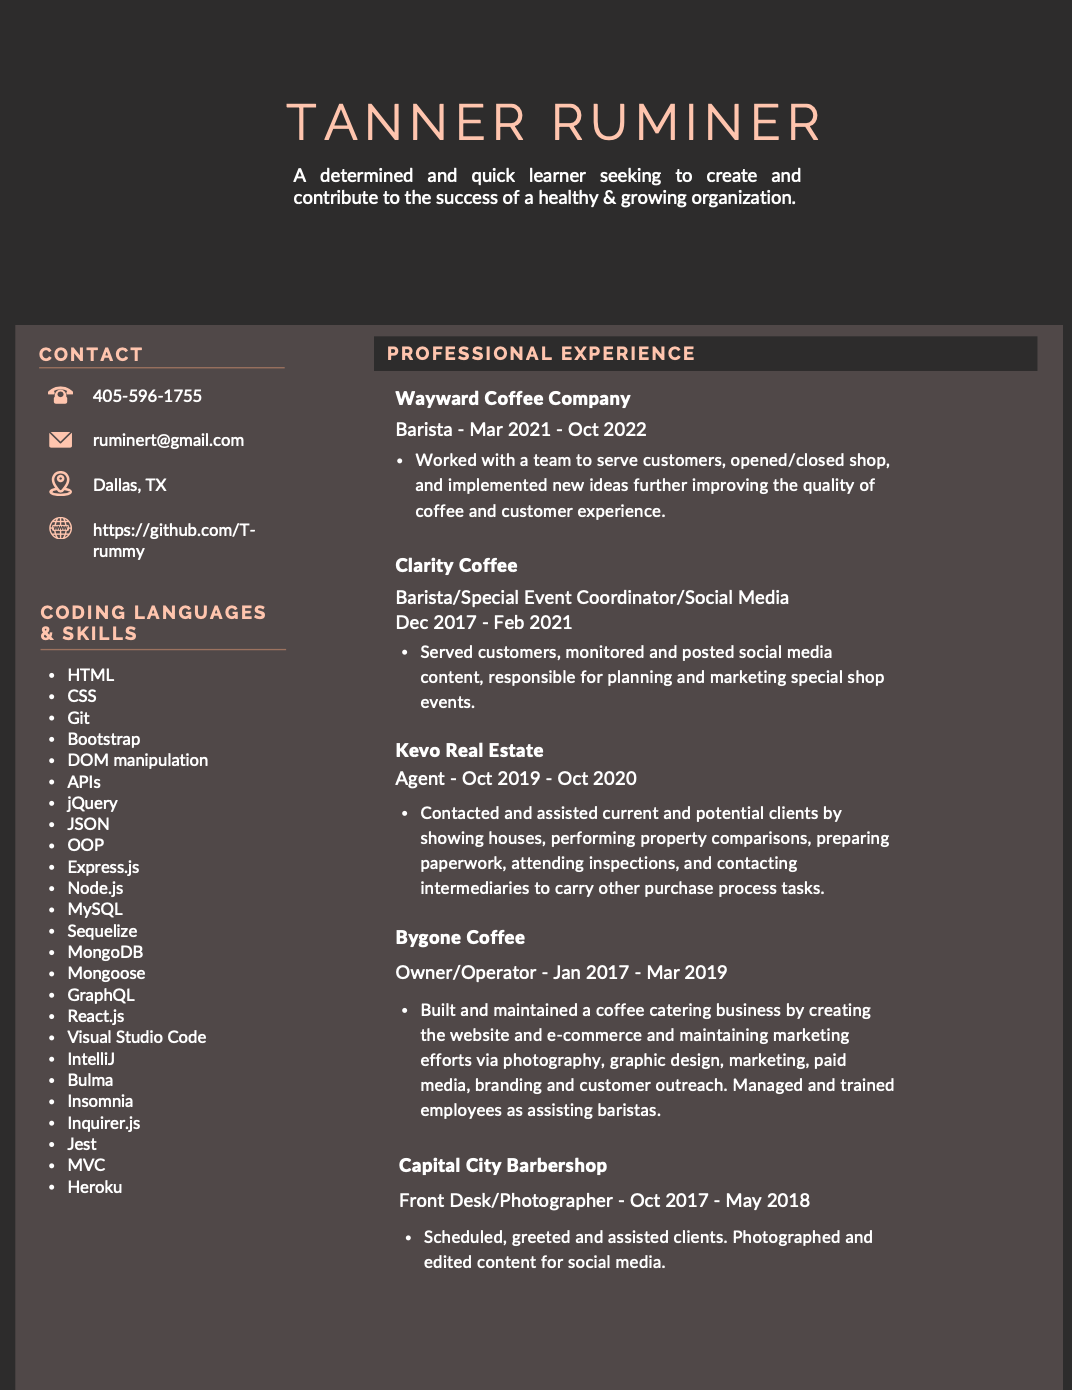 TANNER RUMINER
A determined and quick learner seeking to create and
contribute to the success of a healthy & growing organization.
CONTACT
405-596-1755
ruminert@gmail.com
Dallas, TX
https://github.com/T-
rummy
CODING LANGUAGES
& SKILLS
• HTML
• CSS
• Git
• Bootstrap
• DOM manipulation
• APIs
• jQuery
• JSON
• OOP
• Express.js
• Node.js
• MySQL
• Sequelize
• MongoDB
• Mongoose
• GraphQL
• React.js
• Visual Studio Code
• IntelliJ
• Bulma
• Insomnia
• Inquirer.js
• Jest
• MVC
• Heroku
PROFESSIONAL EXPERIENCE
Wayward Coffee Company
Barista - Mar 2021 - Oct 2022
• Worked with a team to serve customers, opened/closed shop,
and implemented new ideas further improving the quality of
coffee and customer experience.
Clarity Coffee
Barista/Special Event Coordinator/Social Media
Dec 2017 - Feb 2021
• Served customers, monitored and posted social media
content, responsible for planning and marketing special shop
events.
Kevo Real Estate
Agent - Oct 2019 - Oct 2020
• Contacted and assisted current and potential clients by
showing houses, performing property comparisons, preparing
paperwork, attending inspections, and contacting
intermediaries to carry other purchase process tasks.
Bygone Coffee
Owner/Operator - Jan 2017 - Mar 2019
• Built and maintained a coffee catering business by creating
the website and e-commerce and maintaining marketing
efforts via photography, graphic design, marketing, paid
media, branding and customer outreach. Managed and trained
employees as assisting baristas.
Capital City Barbershop
Front Desk/Photographer - Oct 2017 - May 2018
• Scheduled, greeted and assisted clients. Photographed and
edited content for social media.